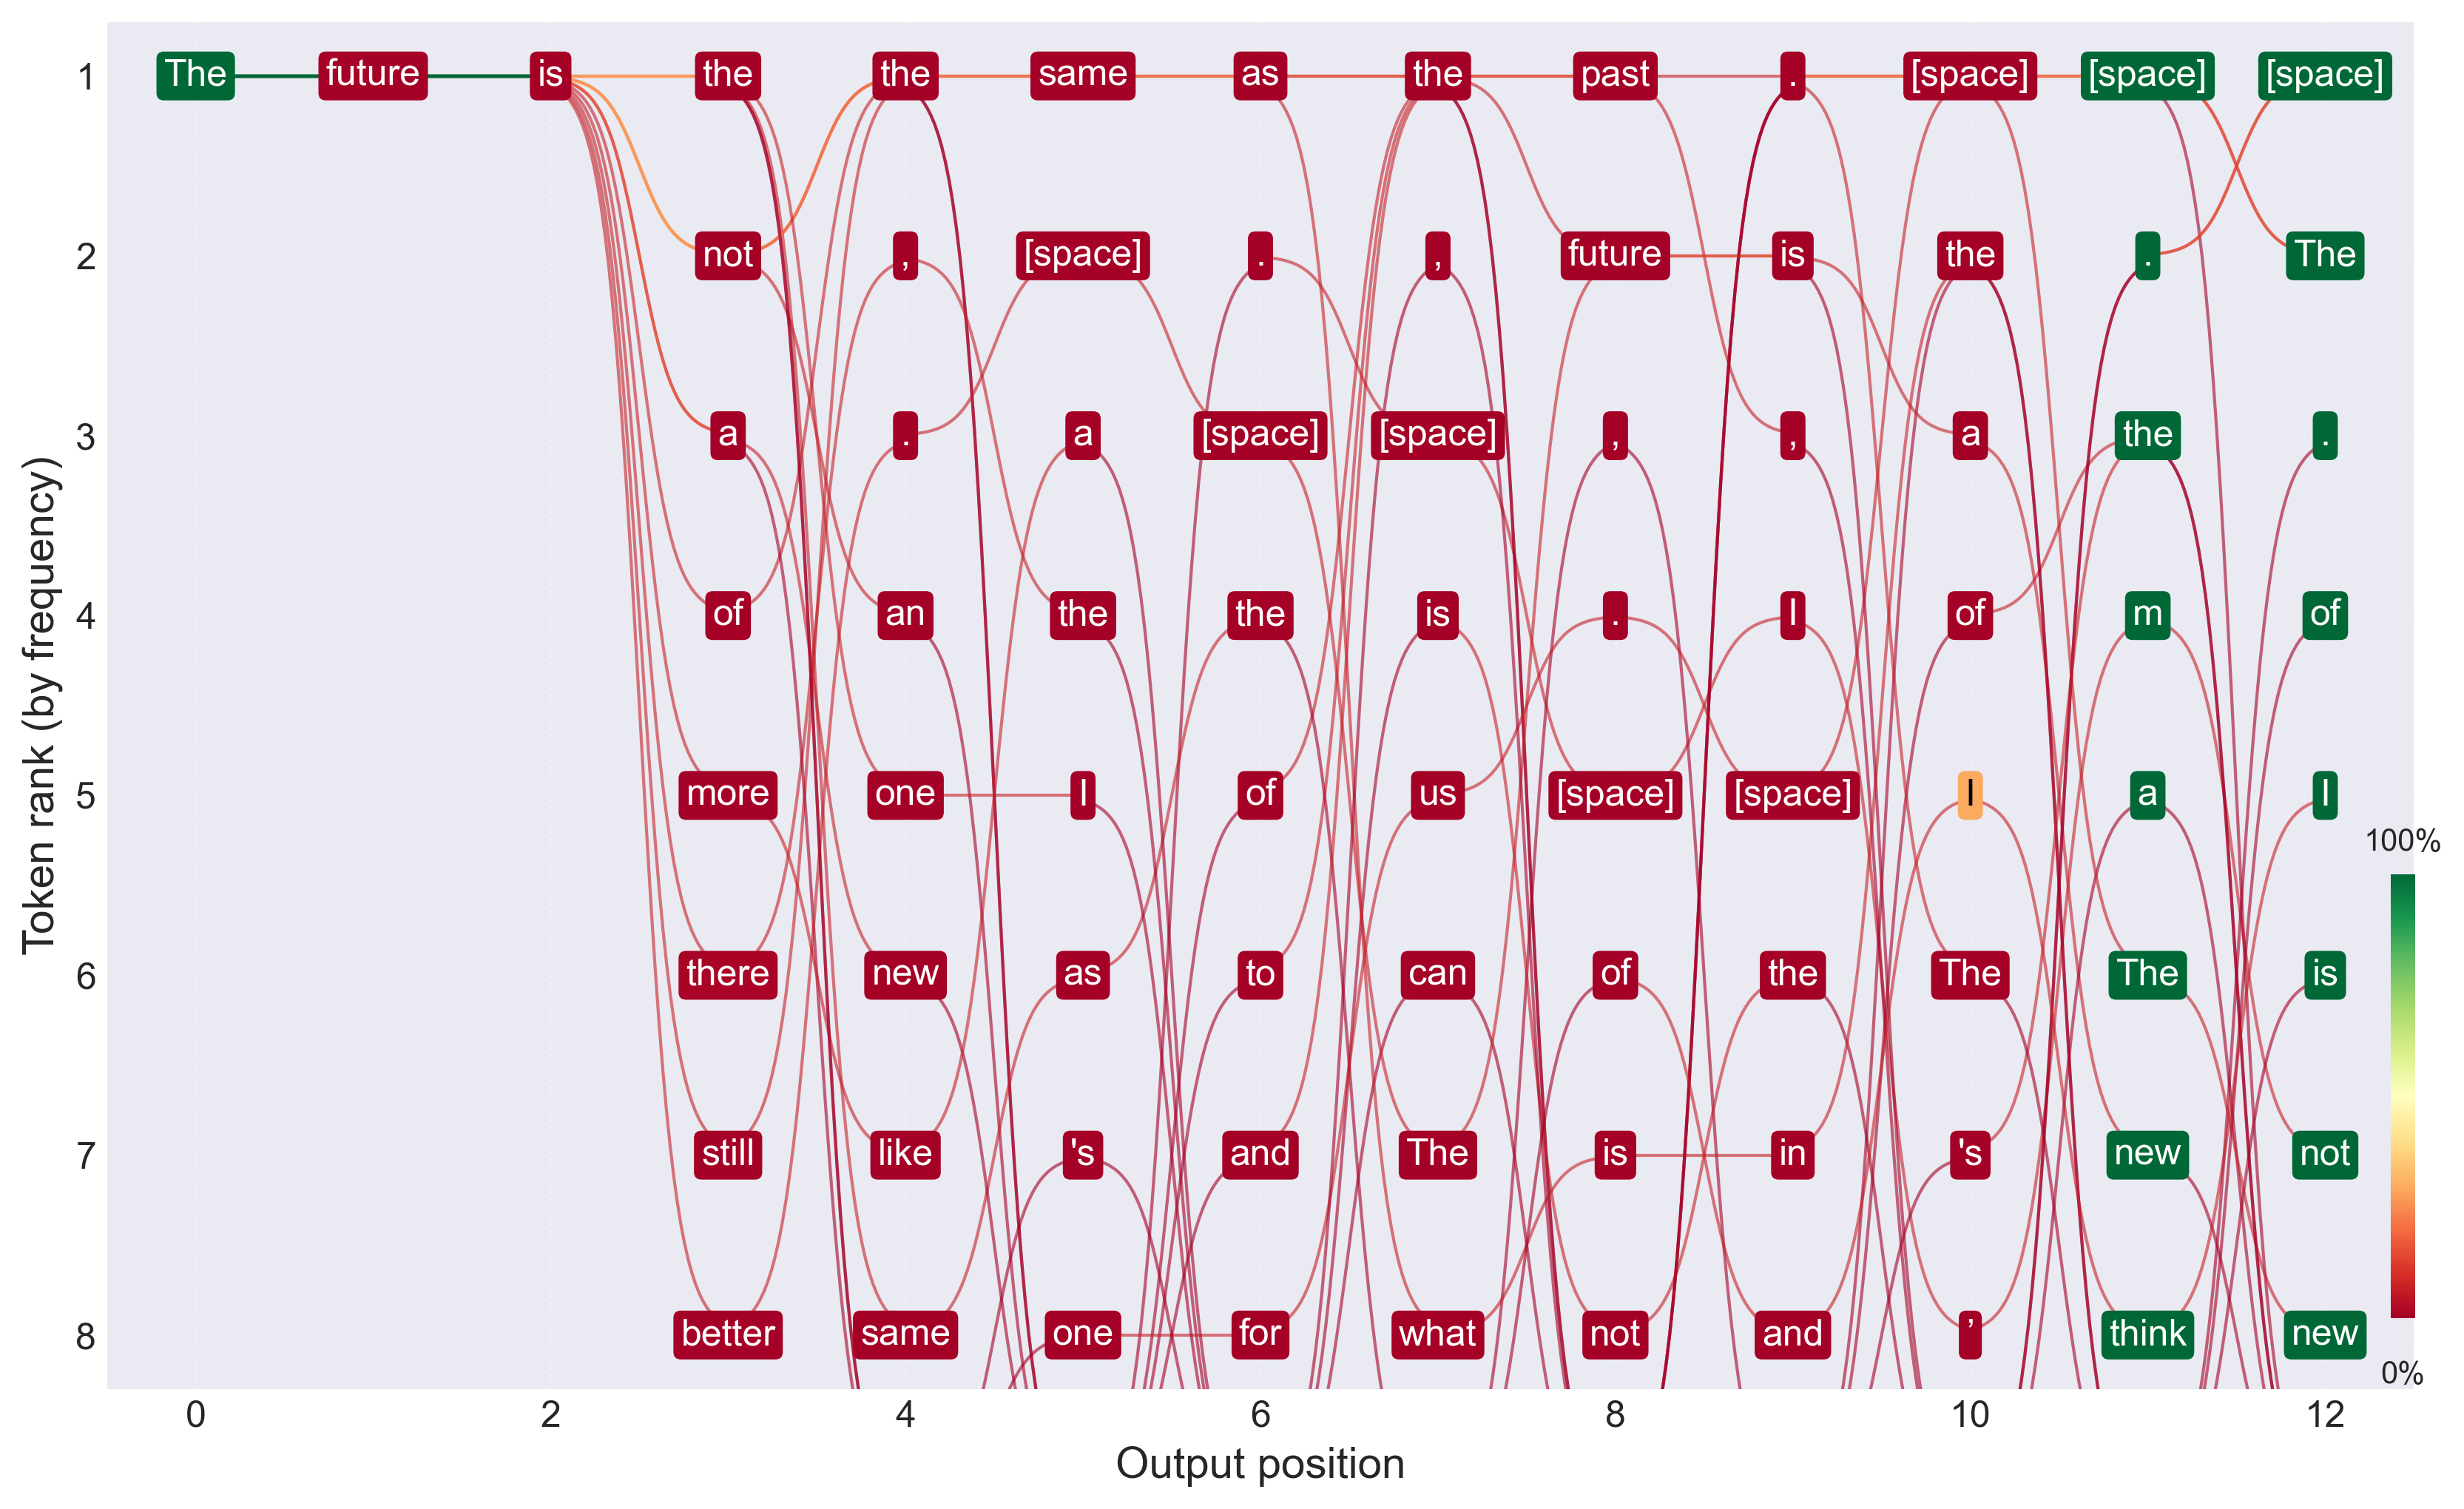 1 The future is the the same as the past . [space] [space] [space]
2 not , [space] . , future is the . The
3 a . a [space] [space] , , a the .
4 of an the the is . I of m of
5 more one I of us [space] [space] I a I
100%
6 there new as to can of the The The is
7 still like 's and The is in 's new not
8 better same one for what not and ’ think new
0%
0 2 4 6 8 10 12
Output position
Token rank (by frequency)